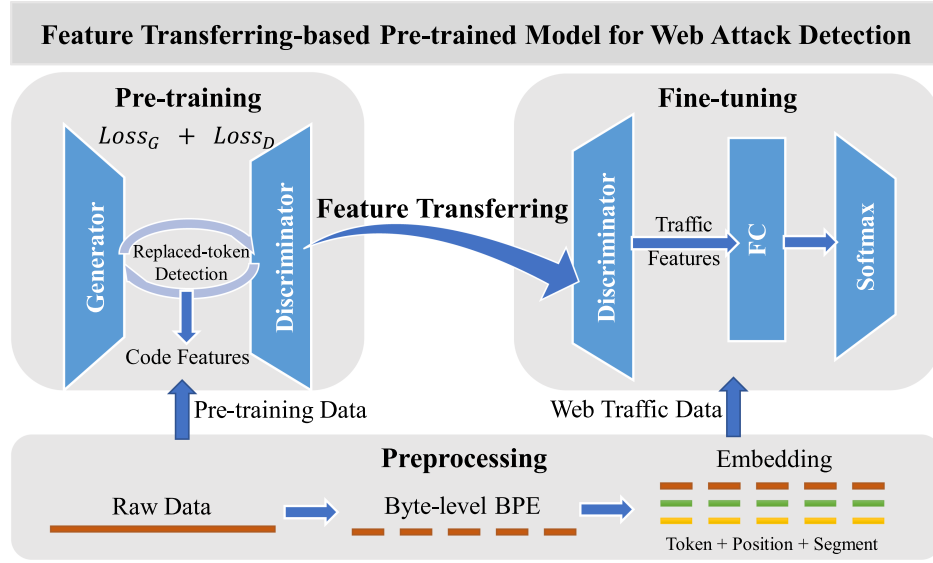 Feature Transferring-based Pre-trained Model for Web Attack Detection
Pre-training
Loss_G + Loss_D
Generator
Replaced-token
Detection
Discriminator
Code Features
Feature Transferring
Fine-tuning
Discriminator
Traffic
Features
FC
Softmax
Pre-training Data
Web Traffic Data
Preprocessing
Raw Data
Byte-level BPE
Embedding
Token + Position + Segment